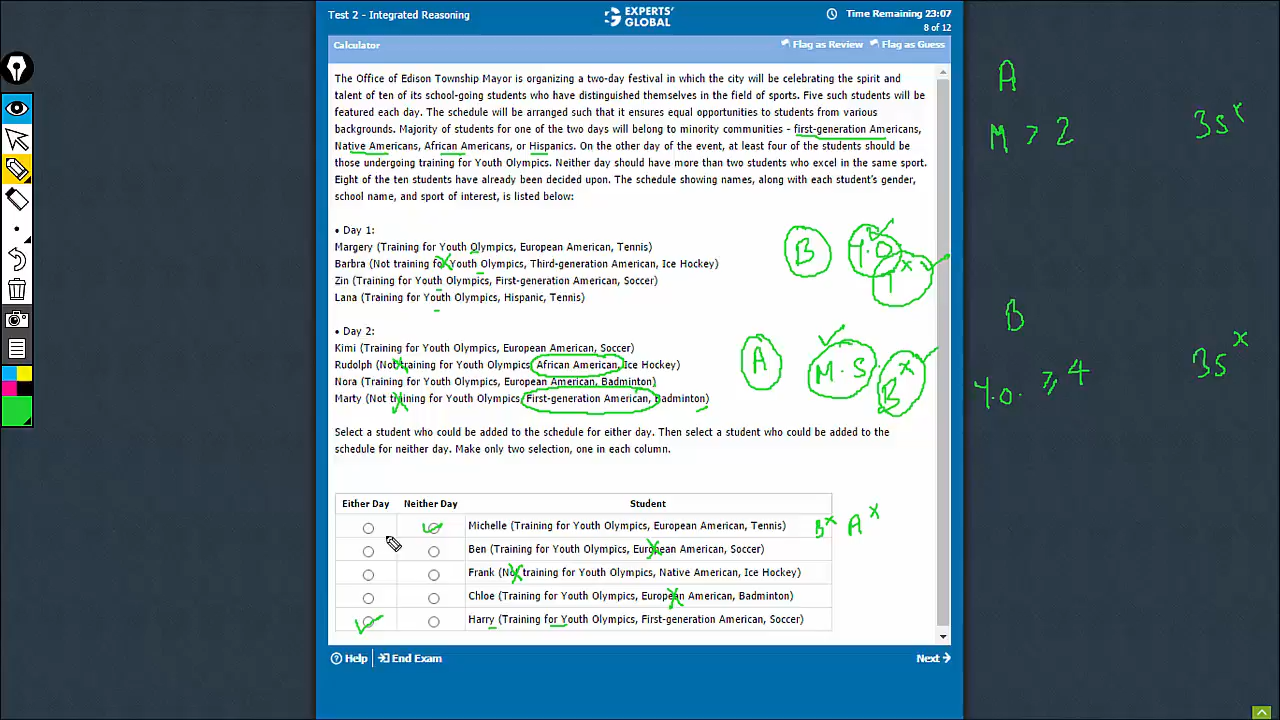 Test 2 - Integrated Reasoning
EXPERTS'
GLOBAL
Time Remaining 23:07
8 of 12
Calculator
Flag as Review
Flag as Guess
The Office of Edison Township Mayor is organizing a two-day festival in which the city will be celebrating the spirit and
talent of ten of its school-going students who have distinguished themselves in the field of sports. Five such students will be
featured each day. The schedule will be arranged such that it ensures equal opportunities to students from various
backgrounds. Majority of students for one of the two days will belong to minority communities - first-generation Americans,
Native Americans, African Americans, or Hispanics. On the other day of the event, at least four of the students should be
those undergoing training for Youth Olympics. Neither day should have more than two students who excel in the same sport.
Eight of the ten students have already been decided upon. The schedule showing names, along with each student's gender,
school name, and sport of interest, is listed below:
• Day 1:
Margery (Training for Youth Olympics, European American, Tennis)
Barbra (Not training for Youth Olympics, Third-generation American, Ice Hockey)
Zin (Training for Youth Olympics, First-generation American, Soccer)
Lana (Training for Youth Olympics, Hispanic, Tennis)
• Day 2:
Kimi (Training for Youth Olympics, European American, Soccer)
Rudolph (Not training for Youth Olympics, African American, Ice Hockey)
Nora (Training for Youth Olympics, European American, Badminton)
Marty (Not training for Youth Olympics, First-generation American, Badminton)
Select a student who could be added to the schedule for either day. Then select a student who could be added to the
schedule for neither day. Make only two selection, one in each column.
Either Day Neither Day Student
Michelle (Training for Youth Olympics, European American, Tennis)
Ben (Training for Youth Olympics, European American, Soccer)
Frank (Not training for Youth Olympics, Native American, Ice Hockey)
Chloe (Training for Youth Olympics, European American, Badminton)
Harry (Training for Youth Olympics, First-generation American, Soccer)
Help
End Exam
Next
A
M > 2 3S x
B Y.O. T x
A M.S. B x
B
Y.O. ≥ 4 3S x
B x A x